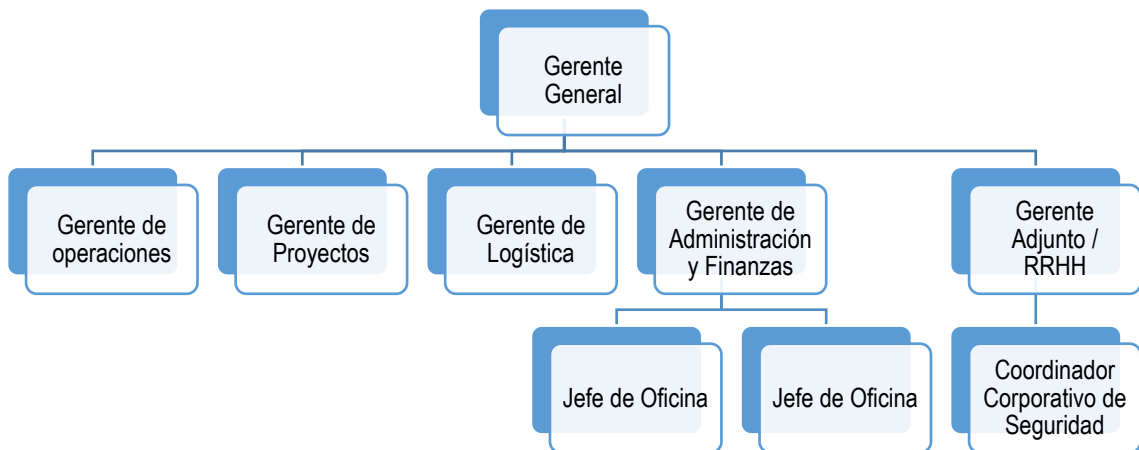 Gerente
General
Gerente de
operaciones
Gerente de
Proyectos
Gerente de
Logística
Gerente de
Administración
y Finanzas
Gerente
Adjunto /
RRHH
Jefe de Oficina
Jefe de Oficina
Coordinador
Corporativo de
Seguridad